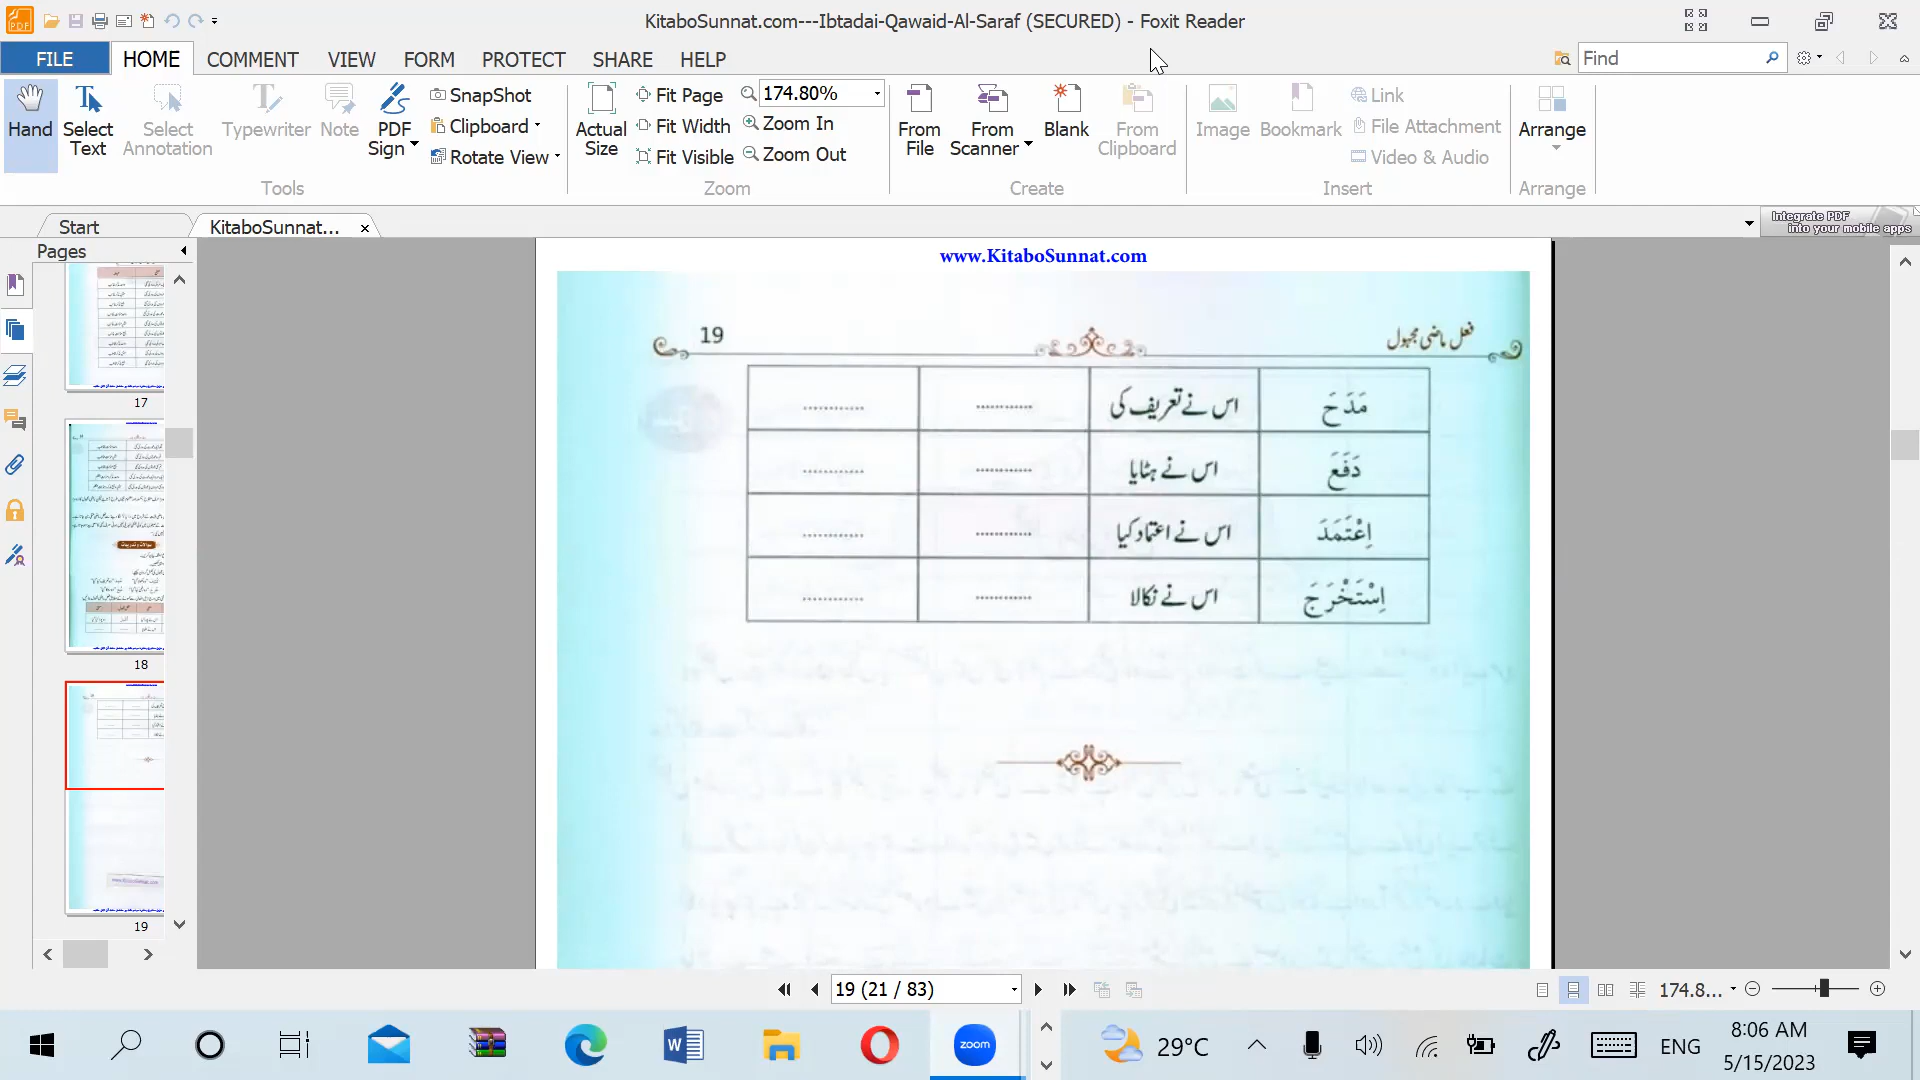 KitaboSunnat.com---Ibtadai-Qawaid-Al-Saraf (SECURED) - Foxit Reader
FILE HOME COMMENT VIEW FORM PROTECT SHARE HELP
Find
Hand
Select Text
Select Annotation
Typewriter
Note
PDF Sign
SnapShot
Clipboard
Rotate View
Tools
Actual Size
Fit Page
Fit Width
Fit Visible
174.80%
Zoom In
Zoom Out
Zoom
From File
From Scanner
Blank
From Clipboard
Create
Image
Bookmark
Link
File Attachment
Video & Audio
Insert
Arrange
Arrange
Start
KitaboSunnat...
Integrate PDF
into your mobile apps
Pages
17
18
19
www.KitaboSunnat.com
فعل ماضی مجہول
19
مَدَحَ اس نے تعریف کی ........... ............
دَفَعَ اس نے ہٹایا ........... ............
اِعْتَمَدَ اس نے اعتماد کیا ........... ............
اِسْتَخْرَجَ اس نے نکالا ........... ............
19 (21 / 83)
174.8...
zoom
29°C
ENG
8:06 AM
5/15/2023